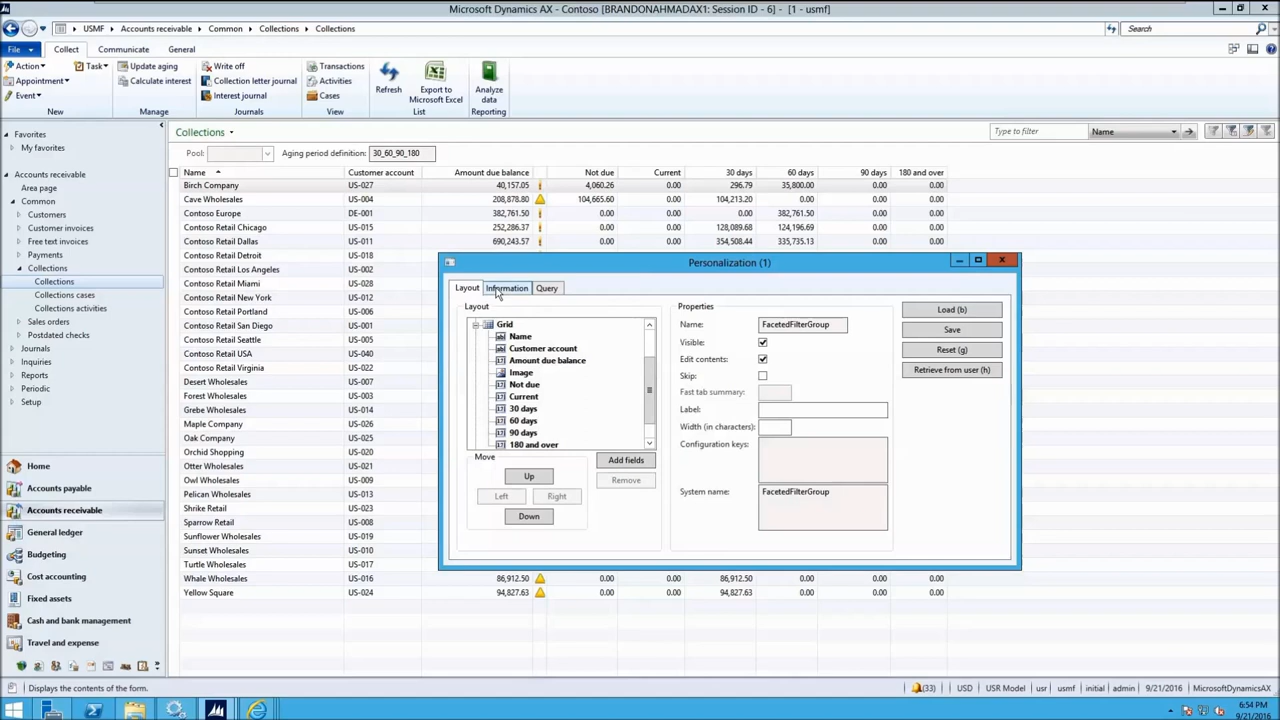 Microsoft Dynamics AX - Contoso [BRANDONAHMADAX1: Session ID - 6] - [1 - usmf]
USMF Accounts receivable Common Collections Collections
Search
File Collect Communicate General
Action Task Update aging Write off Transactions
Appointment Calculate interest Collection letter journal Activities
Event Interest journal Cases
Refresh Export to Microsoft Excel Analyze data
New Manage Journals View List Reporting
Favorites
My favorites
Accounts receivable
Area page
Common
Customers
Customer invoices
Free text invoices
Payments
Collections
Collections
Collections cases
Collections activities
Sales orders
Postdated checks
Journals
Inquiries
Reports
Periodic
Setup
Home
Accounts payable
Accounts receivable
General ledger
Budgeting
Cost accounting
Fixed assets
Cash and bank management
Travel and expense
Collections
Type to filter Name
Pool: Aging period definition: 30_60_90_180
Name Customer account Amount due balance Not due Current 30 days 60 days 90 days 180 and over
Birch Company US-027 40,157.05 4,060.26 0.00 296.79 35,800.00 0.00 0.00
Cave Wholesales US-004 208,878.80 104,665.60 0.00 104,213.20 0.00 0.00 0.00
Contoso Europe DE-001 382,761.50 0.00 0.00 0.00 382,761.50 0.00 0.00
Contoso Retail Chicago US-015 252,286.37 0.00 0.00 128,089.68 124,196.69 0.00 0.00
Contoso Retail Dallas US-011 690,243.57 0.00 0.00 354,508.44 335,735.13 0.00 0.00
Contoso Retail Detroit US-018
Contoso Retail Los Angeles US-002
Contoso Retail Miami US-028
Contoso Retail New York US-012
Contoso Retail Portland US-006
Contoso Retail San Diego US-001
Contoso Retail Seattle US-005
Contoso Retail USA US-040
Contoso Retail Virginia US-022
Desert Wholesales US-007
Forest Wholesales US-003
Grebe Wholesales US-014
Maple Company US-026
Oak Company US-025
Orchid Shopping US-029
Otter Wholesales US-021
Owl Wholesales US-009
Pelican Wholesales US-013
Shrike Retail US-023
Sparrow Retail US-008
Sunflower Wholesales US-019
Sunset Wholesales US-010
Turtle Wholesales US-017
Whale Wholesales US-016 86,912.50 0.00 0.00 86,912.50 0.00 0.00 0.00
Yellow Square US-024 94,827.63 0.00 0.00 94,827.63 0.00 0.00 0.00
Personalization (1)
Layout Information Query
Layout
Grid
Name
Customer account
Amount due balance
Image
Not due
Current
30 days
60 days
90 days
180 and over
Move
Up
Left Right
Down
Add fields
Remove
Properties
Name: FacetedFilterGroup
Visible:
Edit contents:
Skip:
Fast tab summary:
Label:
Width (in characters):
Configuration keys:
System name: FacetedFilterGroup
Load (b)
Save
Reset (g)
Retrieve from user (h)
Displays the contents of the form.
(33) USD USR Model usr usmf initial admin 9/21/2016 MicrosoftDynamicsAX
6:54 PM
9/21/2016